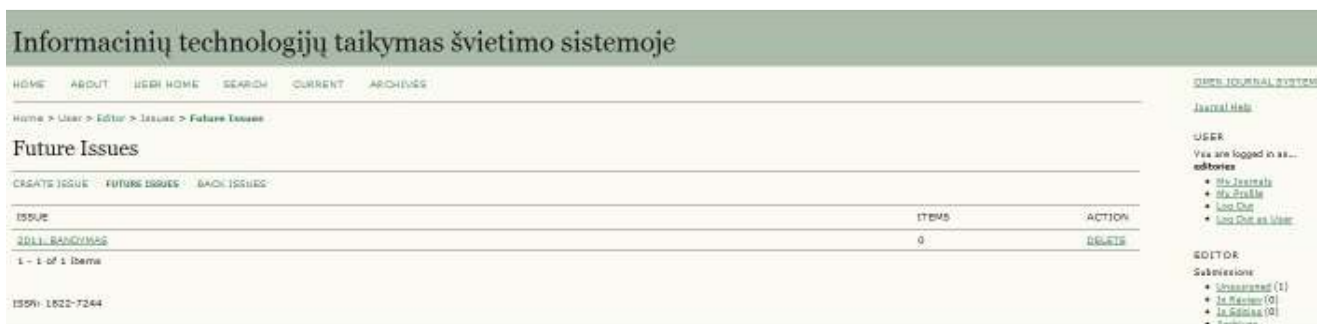 Informacinių technologijų taikymas švietimo sistemoje
HOME ABOUT USER HOME SEARCH CURRENT ARCHIVES
Home > User > Editor > Issues > Future Issues
Future Issues
CREATE ISSUE FUTURE ISSUES BACK ISSUES
ISSUE ITEMS ACTION
2011: BANDYMAS 0 DELETE
1 - 1 of 1 Items
ISSN: 1822-7244
OPEN JOURNAL SYSTEM
Journal Help
USER
You are logged in as...
editories
My Journals
My Profile
Log Out
Log Out as User
EDITOR
Submissions
Unassigned (1)
In Review (0)
In Editing (0)
Archives